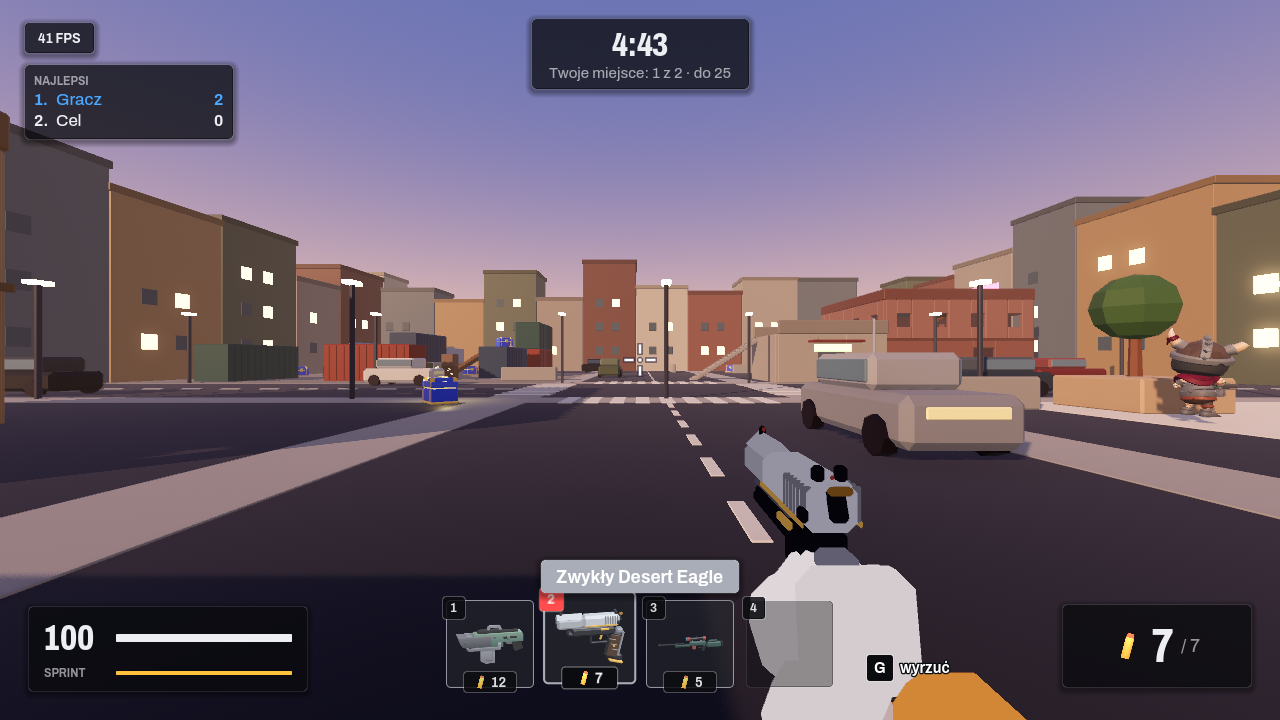 41 FPS
4:43
Twoje miejsce: 1 z 2 · do 25
NAJLEPSI
1. Gracz 2
2. Cel 0
Zwykły Desert Eagle
1
2
3
4
12
7
5
G wyrzuć
100
SPRINT
7 / 7